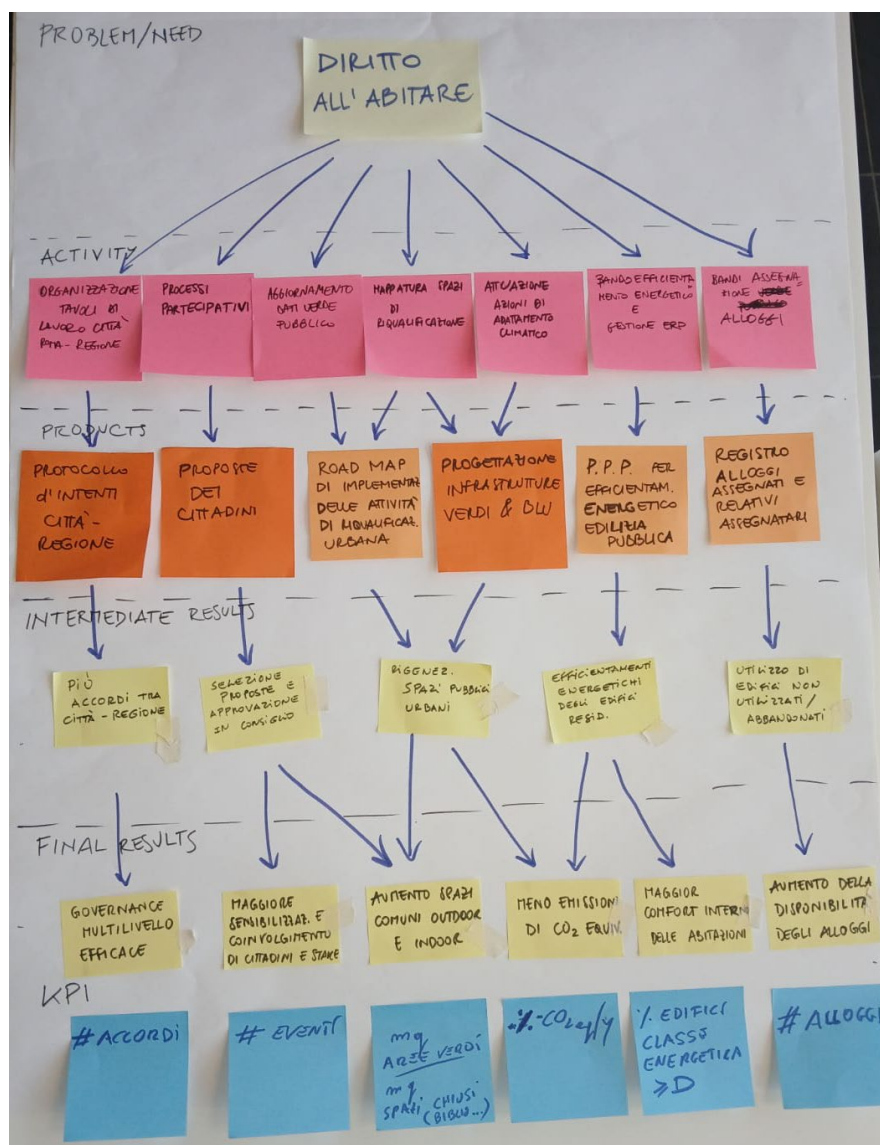 PROBLEM/NEED
DIRITTO
ALL'ABITARE
ACTIVITY
ORGANIZZAZIONE
TAVOLI DI
LAVORO CITTÀ
REGIONE
PROCESSI
PARTECIPATIVI
AGGIORNAMENTO
DATI VERDE
PUBBLICO
MAPPATURA SPAZI
DI
RIQUALIFICAZIONE
ATTUAZIONE
AZIONI DI
ADATTAMENTO
CLIMATICO
BANDO EFFICIENTA
MENTO ENERGETICO
E
GESTIONE ERP
BANDI ASSEGNA
ZIONE
ALLOGGI
PRODUCTS
PROTOCOLLO
d'INTENTI
CITTÀ-
REGIONE
PROPOSTE
DEI
CITTADINI
ROAD MAP
DI IMPLEMENTAZ
DELLE ATTIVITÀ
DI RIQUALIFICAZ.
URBANA
PROGETTAZIONE
INFRASTRUTTURE
VERDI & BLU
P.P.P. PER
EFFICIENTAM.
ENERGETICO
EDILIZIA
PUBBLICA
REGISTRO
ALLOGGI
ASSEGNATI E
RELATIVI
ASSEGNATARI
INTERMEDIATE RESULTS
PIÙ
ACCORDI TRA
CITTÀ-REGIONE
SELEZIONE
PROPOSTE E
APPROVAZIONE
IN CONSIGLIO
RIGENER.
SPAZI PUBBLICI
URBANI
EFFICIENTAMENTI
ENERGETICHI
DEGLI EDIFICI
RESID.
UTILIZZO DI
EDIFICI NON
UTILIZZATI/
ABBANDONATI
FINAL RESULTS
GOVERNANCE
MULTILIVELLO
EFFICACE
MAGGIORE
SENSIBILIZZAZ. E
COINVOLGIMENTO
DI CITTADINI E STAKE
AUMENTO SPAZI
COMUNI OUTDOOR
E INDOOR
MENO EMISSIONI
DI CO2 EQUIV.
MAGGIOR
COMFORT INTERNI
DELLE ABITAZIONI
AUMENTO DELLA
DISPONIBILITÀ
DEGLI ALLOGGI
KPI
# ACCORDI
# EVENTI
mq
AREE VERDI
mq
SPAZI CHIUSI
(BIBLIO...)
%-CO2eq/y
% EDIFICI
CLASSE
ENERGETICA
≥ D
# ALLOGGI